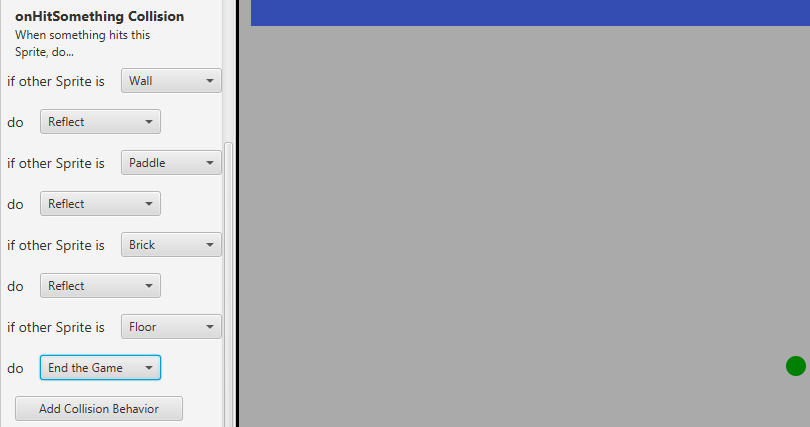 onHitSomething Collision
When something hits this
Sprite, do...
if other Sprite is Wall
do Reflect
if other Sprite is Paddle
do Reflect
if other Sprite is Brick
do Reflect
if other Sprite is Floor
do End the Game
Add Collision Behavior